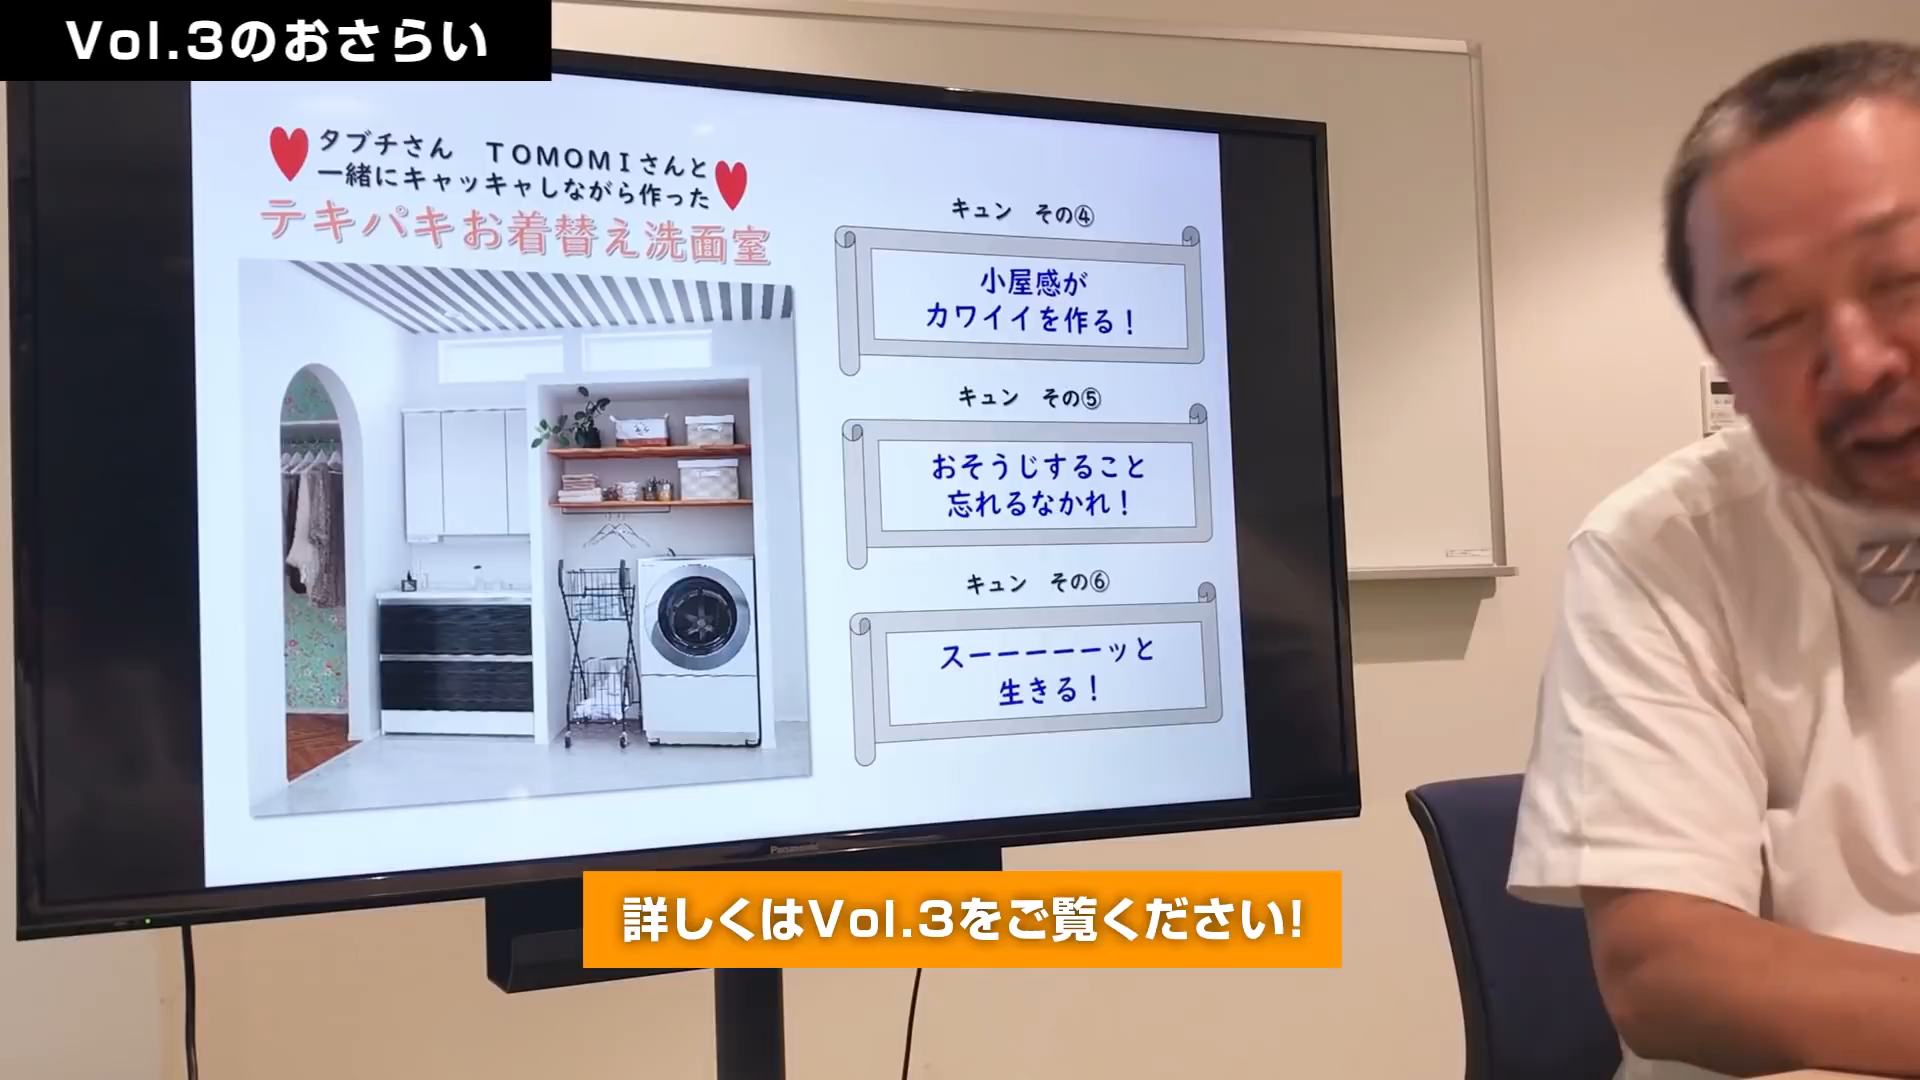 Vol.3のおさらい
タブチさん　TOMOMIさんと
一緒にキャッキャしながら作った
テキパキお着替え洗面室
キュン　その④
小屋感が
カワイイを作る！
キュン　その⑤
おそうじすること
忘れるなかれ！
キュン　その⑥
スーーーーーッと
生きる！
Panasonic
詳しくはVol.3をご覧ください!